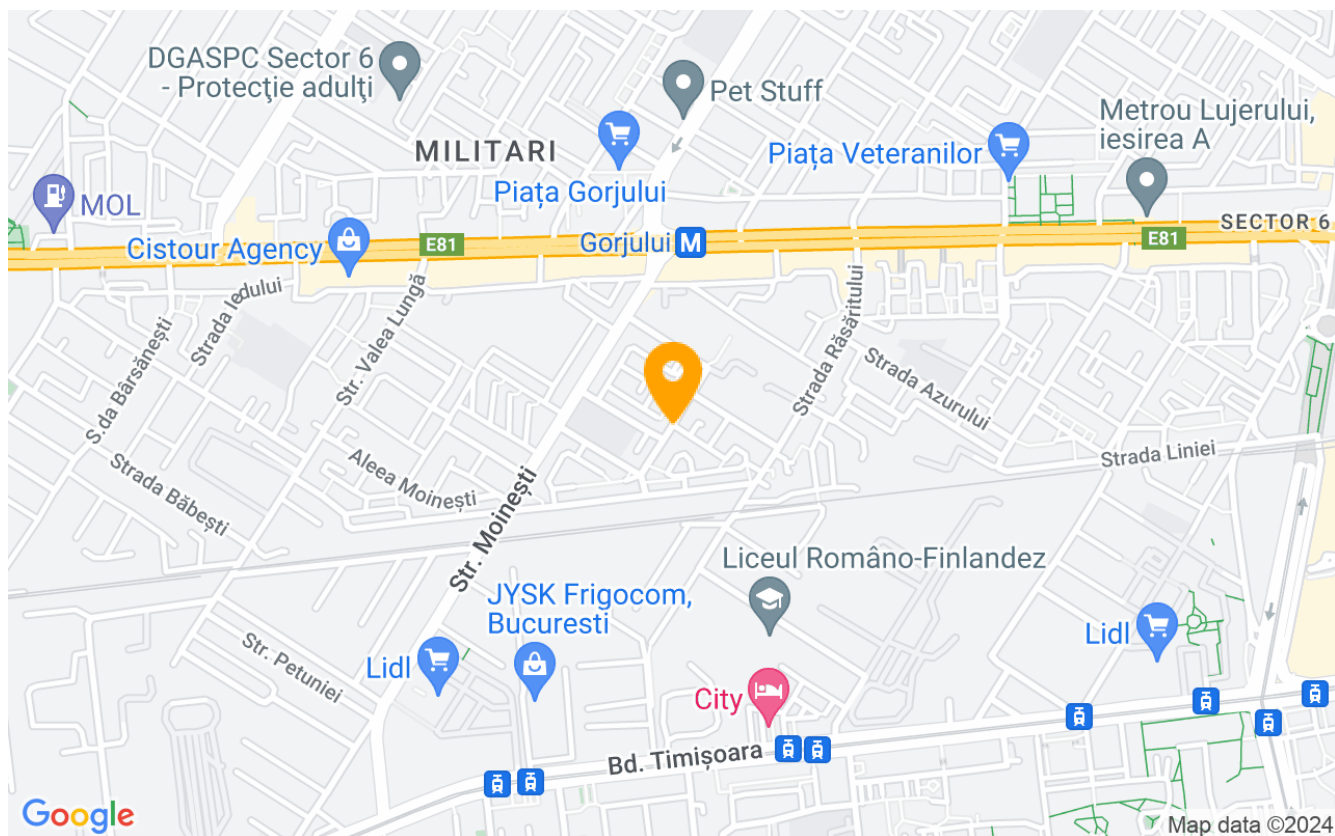 DGASPC Sector 6
- Protecție adulți
Pet Stuff
Metrou Lujerului,
iesirea A
MILITARI
Piața Veteranilor
Piața Gorjului
MOL
SECTOR 6
Cistour Agency
E81
Gorjului
M
E81
Strada Iedului
Str. Valea Lungă
S.da Bârsănești
Strada Răsăritului
Strada Azurului
Strada Liniei
Aleea Moinești
Strada Băbești
Str. Moinești
Liceul Româno-Finlandez
JYSK Frigocom,
Bucuresti
Lidl
Str. Petuniei
Lidl
City
Bd. Timișoara
Google
Map data ©2024